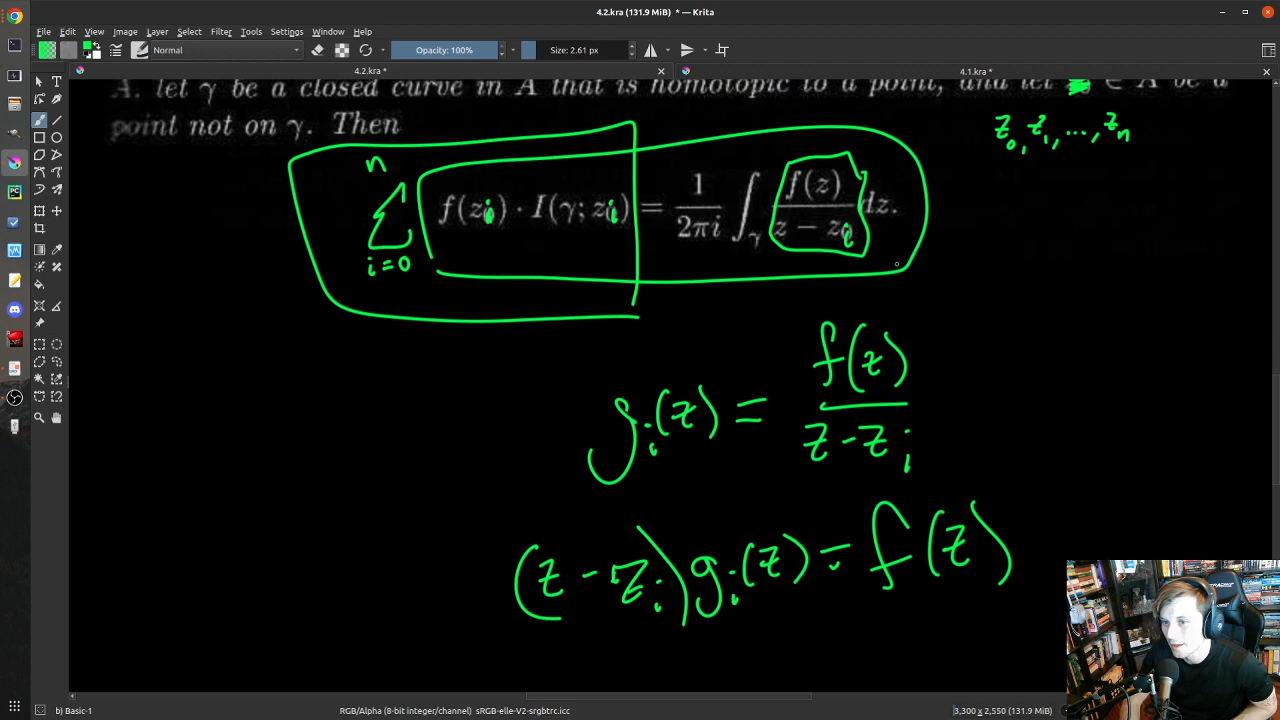 4.2.kra (131.9 MiB) * — Krita
File Edit View Image Layer Select Filter Tools Settings Window Help
Normal Opacity: 100% Size: 2.61 px
4.2.kra * 4.1.kra *
A. let γ be a closed curve in A that is homotopic to a point, and let ∈ A be a
point not on γ. Then
z₀, z₁, ..., zₙ
n
∑ f(zᵢ) · I(γ; zᵢ) = 1/2πi ∫γ f(z)/(z − zᵢ) dz.
i=0
gᵢ(z) = f(z)/(z − zᵢ)
(z − zᵢ) gᵢ(z) = f(z)
b) Basic-1 RGB/Alpha (8-bit integer/channel) sRGB-elle-V2-srgbtrc.icc 3,300 x 2,550 (131.9 MiB)